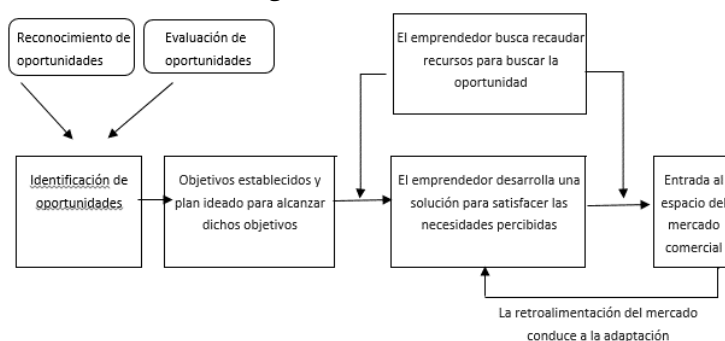 Reconocimiento de
oportunidades
Evaluación de
oportunidades
El emprendedor busca recaudar
recursos para buscar la
oportunidad
Identificación de
oportunidades
Objetivos establecidos y
plan ideado para alcanzar
dichos objetivos
El emprendedor desarrolla una
solución para satisfacer las
necesidades percibidas
Entrada al
espacio del
mercado
comercial
La retroalimentación del mercado
conduce a la adaptación